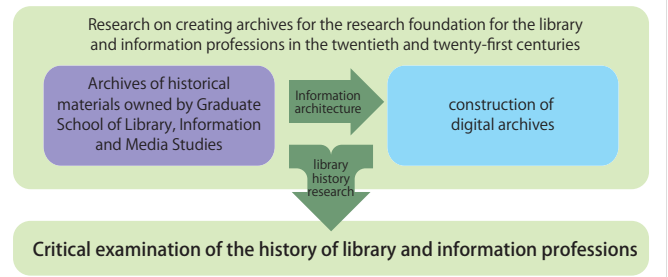 Research on creating archives for the research foundation for the library
and information professions in the twentieth and twenty-first centuries
Archives of historical
materials owned by Graduate
School of Library, Information
and Media Studies
Information
architecture
construction of
digital archives
library
history
research
Critical examination of the history of library and information professions